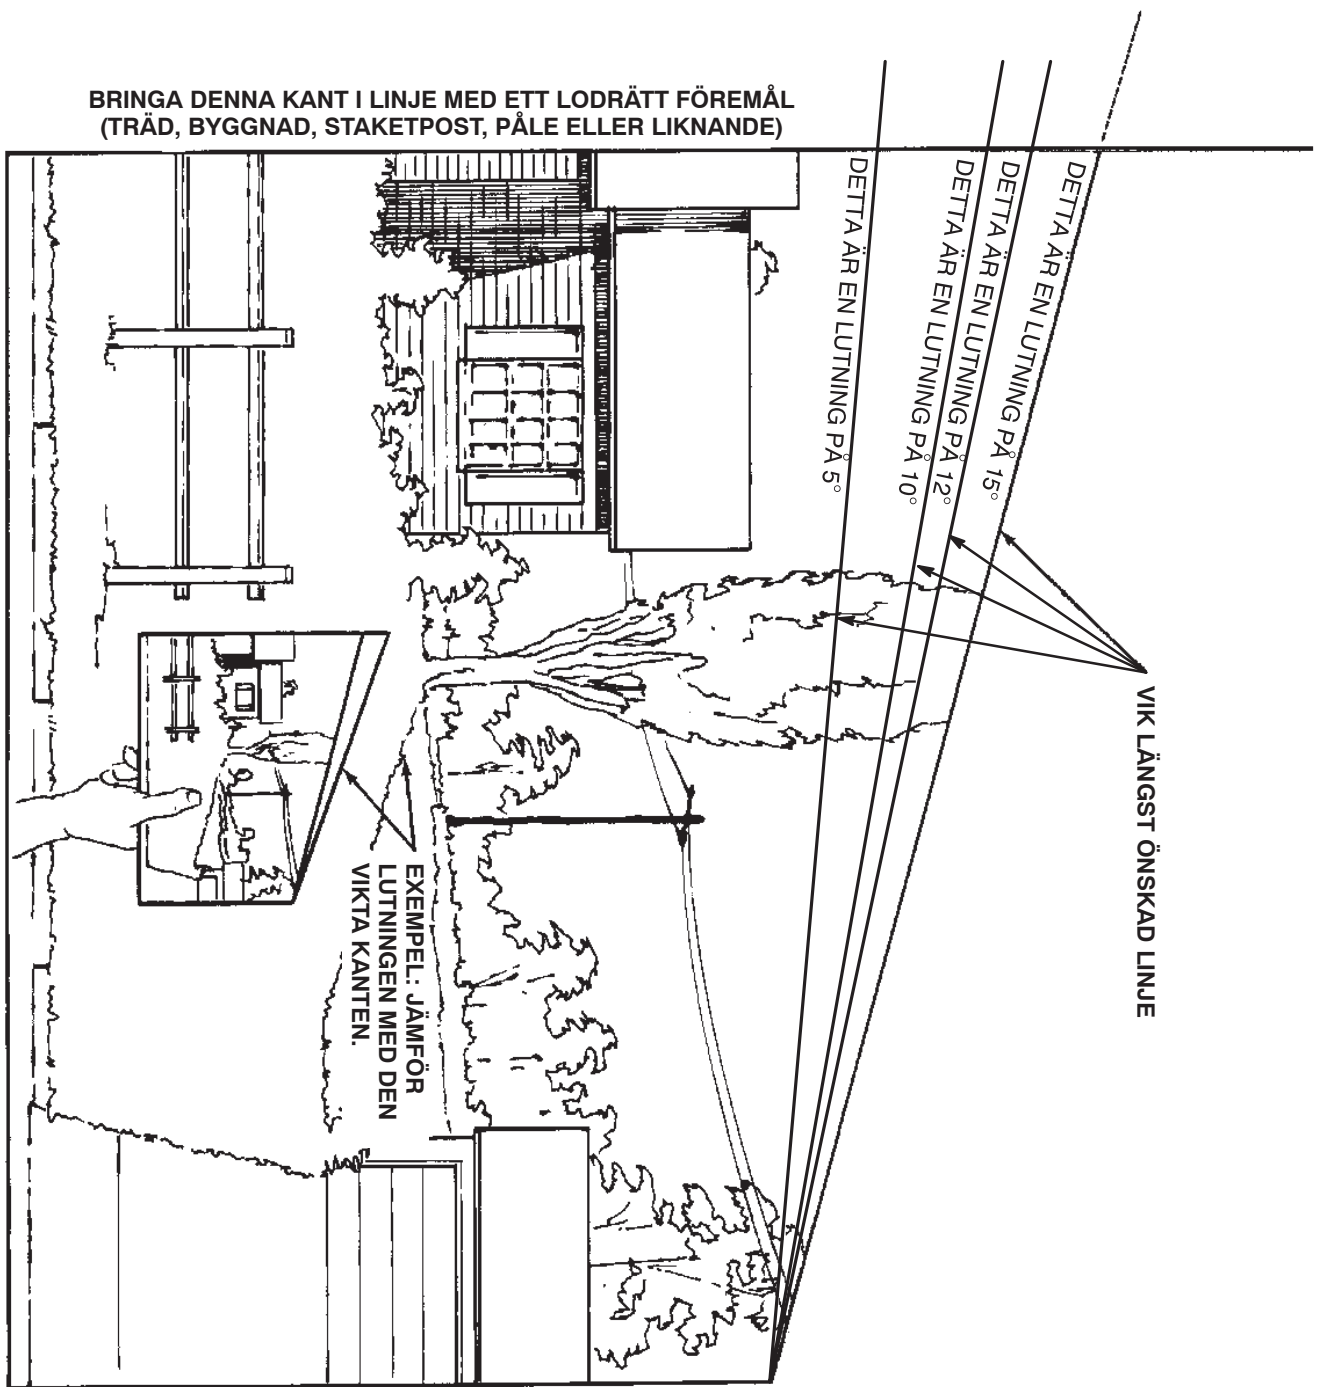 BRINGA DENNA KANT I LINJE MED ETT LODRÄTT FÖREMÅL
(TRÄD, BYGGNAD, STAKETPOST, PÅLE ELLER LIKNANDE)
DETTA ÄR EN LUTNING PÅ 15°
DETTA ÄR EN LUTNING PÅ 12°
DETTA ÄR EN LUTNING PÅ 10°
DETTA ÄR EN LUTNING PÅ 5°
VIK LÄNGST ÖNSKAD LINJE
EXEMPEL: JÄMFÖR
LUTNINGEN MED DEN
VIKTA KANTEN.